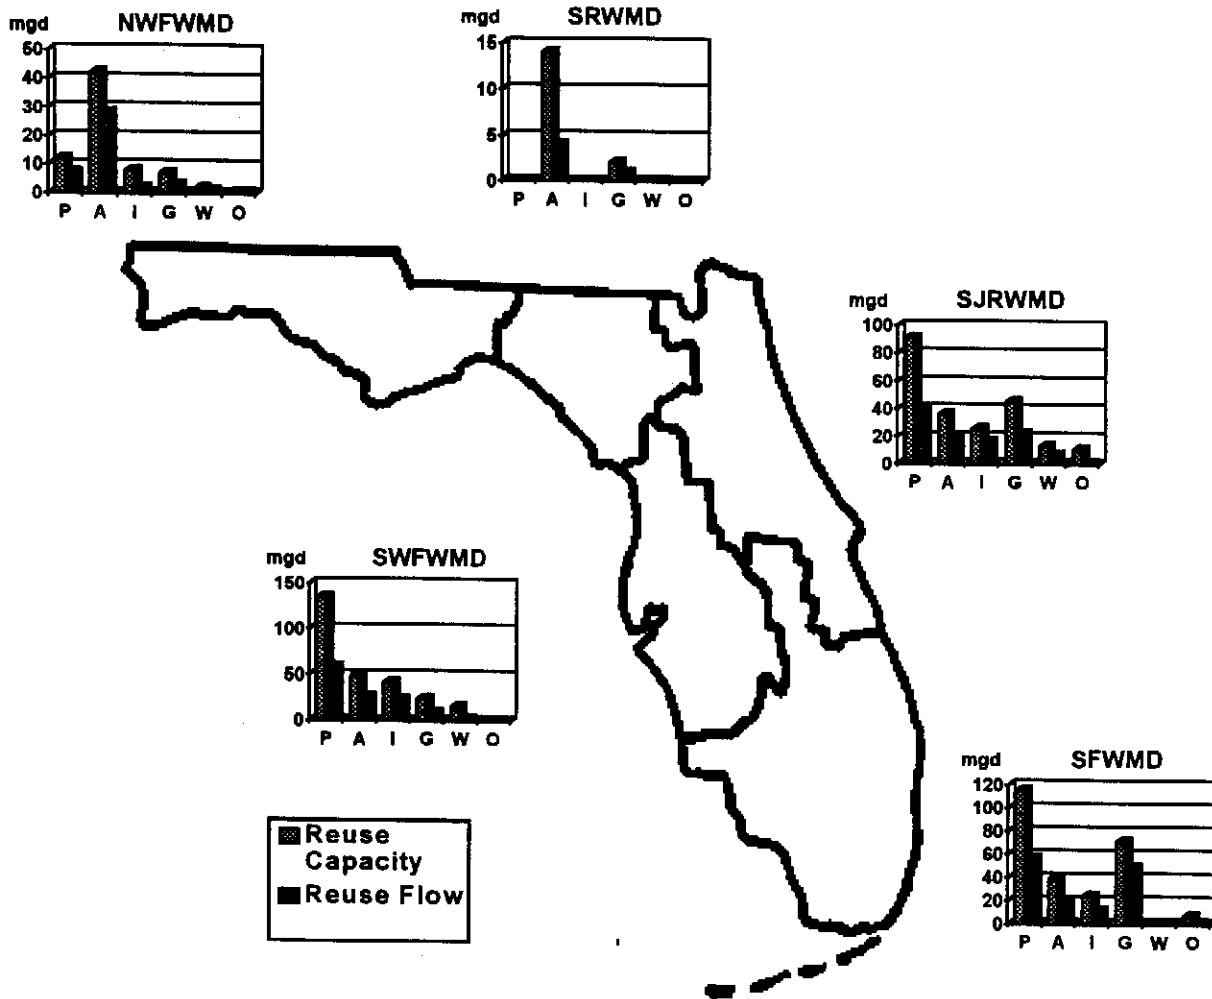 mgd NWFWMD
50
40
30
20
10
0
P A I G W O
mgd SRWMD
15
10
5
0
P A I G W O
mgd SJRWMD
100
80
60
40
20
0
P A I G W O
mgd SWFWMD
150
100
50
0
P A I G W O
mgd SFWMD
120
100
80
60
40
20
0
P A I G W O
Reuse
Capacity
Reuse Flow